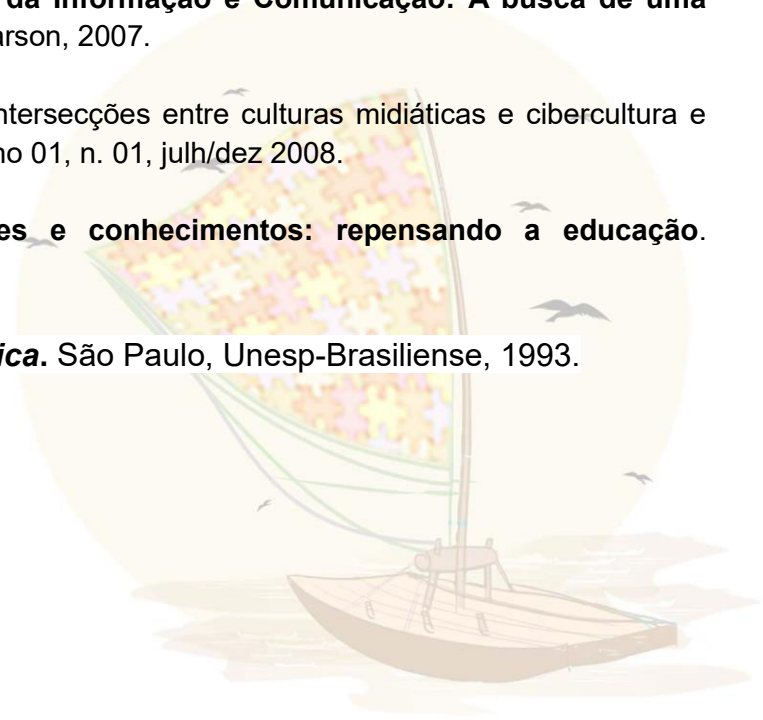 da Informação e Comunicação: A busca de uma
arson, 2007.
ntersecções entre culturas midiáticas e cibercultura e
no 01, n. 01, julh/dez 2008.
es e conhecimentos: repensando a educação.
ica. São Paulo, Unesp-Brasiliense, 1993.